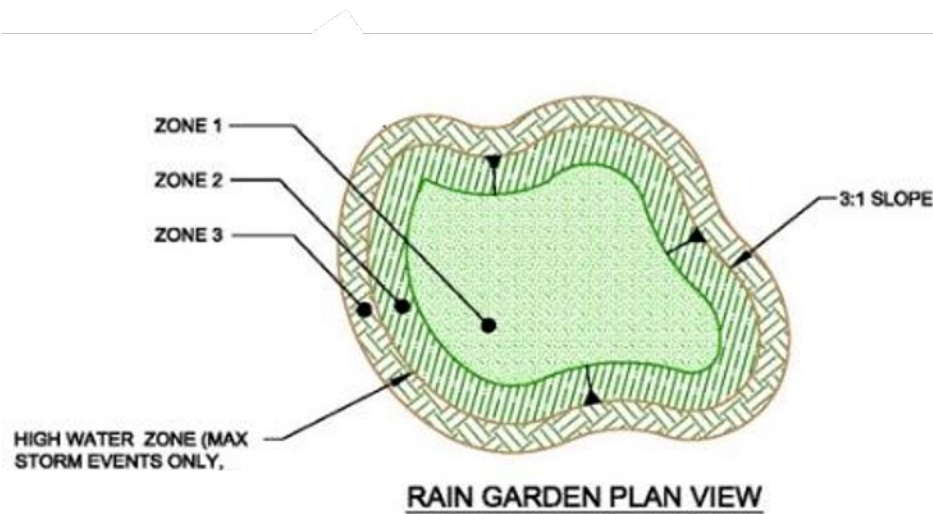 ZONE 1
ZONE 2
ZONE 3
3:1 SLOPE
HIGH WATER ZONE (MAX
STORM EVENTS ONLY,
RAIN GARDEN PLAN VIEW